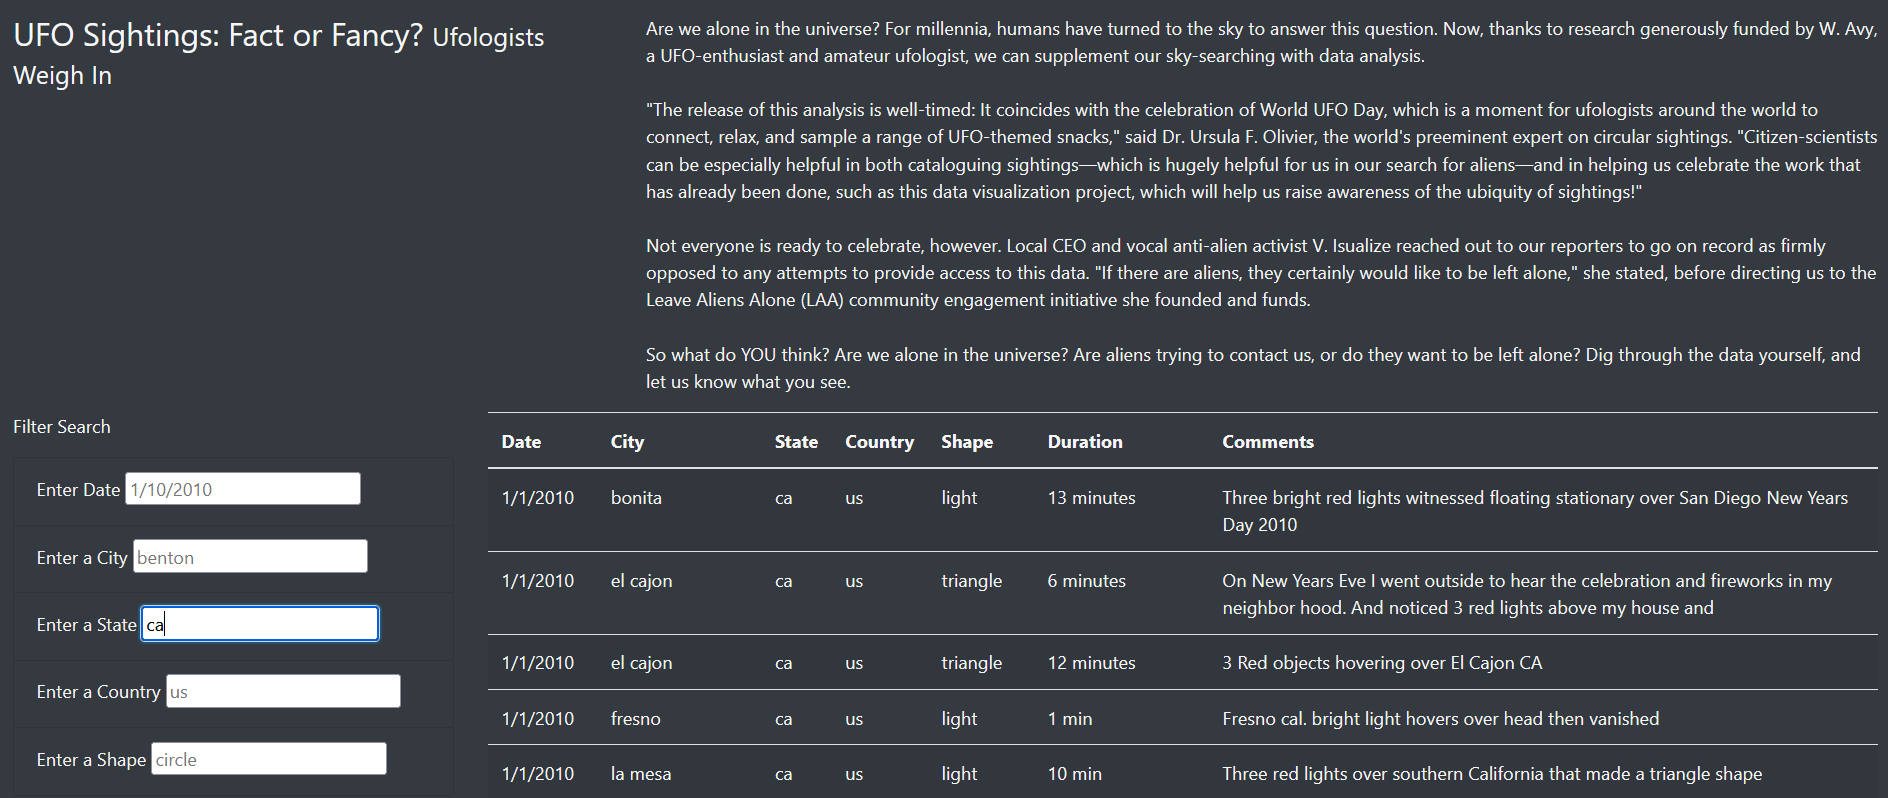 UFO Sightings: Fact or Fancy? Ufologists
Weigh In
Are we alone in the universe? For millennia, humans have turned to the sky to answer this question. Now, thanks to research generously funded by W. Avy,
a UFO-enthusiast and amateur ufologist, we can supplement our sky-searching with data analysis.
"The release of this analysis is well-timed: It coincides with the celebration of World UFO Day, which is a moment for ufologists around the world to
connect, relax, and sample a range of UFO-themed snacks," said Dr. Ursula F. Olivier, the world's preeminent expert on circular sightings. "Citizen-scientists
can be especially helpful in both cataloguing sightings—which is hugely helpful for us in our search for aliens—and in helping us celebrate the work that
has already been done, such as this data visualization project, which will help us raise awareness of the ubiquity of sightings!"
Not everyone is ready to celebrate, however. Local CEO and vocal anti-alien activist V. Isualize reached out to our reporters to go on record as firmly
opposed to any attempts to provide access to this data. "If there are aliens, they certainly would like to be left alone," she stated, before directing us to the
Leave Aliens Alone (LAA) community engagement initiative she founded and funds.
So what do YOU think? Are we alone in the universe? Are aliens trying to contact us, or do they want to be left alone? Dig through the data yourself, and
let us know what you see.
Filter Search
Enter Date 1/10/2010
Enter a City benton
Enter a State ca
Enter a Country us
Enter a Shape circle
Date City State Country Shape Duration Comments
1/1/2010 bonita ca us light 13 minutes Three bright red lights witnessed floating stationary over San Diego New Years
Day 2010
1/1/2010 el cajon ca us triangle 6 minutes On New Years Eve I went outside to hear the celebration and fireworks in my
neighbor hood. And noticed 3 red lights above my house and
1/1/2010 el cajon ca us triangle 12 minutes 3 Red objects hovering over El Cajon CA
1/1/2010 fresno ca us light 1 min Fresno cal. bright light hovers over head then vanished
1/1/2010 la mesa ca us light 10 min Three red lights over southern California that made a triangle shape